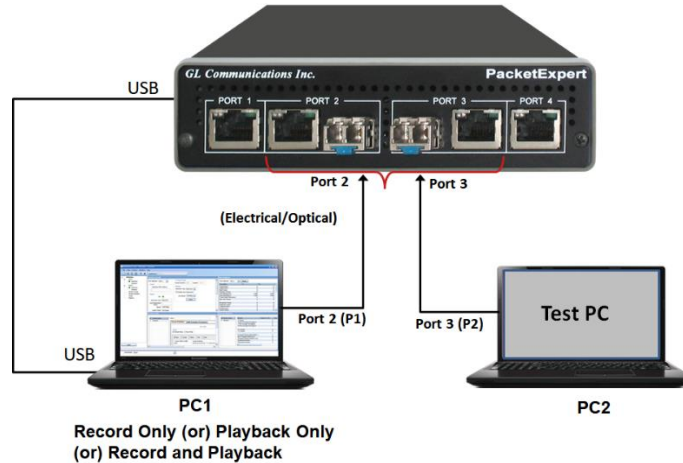 GL Communications Inc.
PacketExpert
USB
PORT 1
PORT 2
PORT 3
PORT 4
Port 2
Port 3
(Electrical/Optical)
Port 2 (P1)
Port 3 (P2)
Test PC
USB
PC1
PC2
Record Only (or) Playback Only
(or) Record and Playback